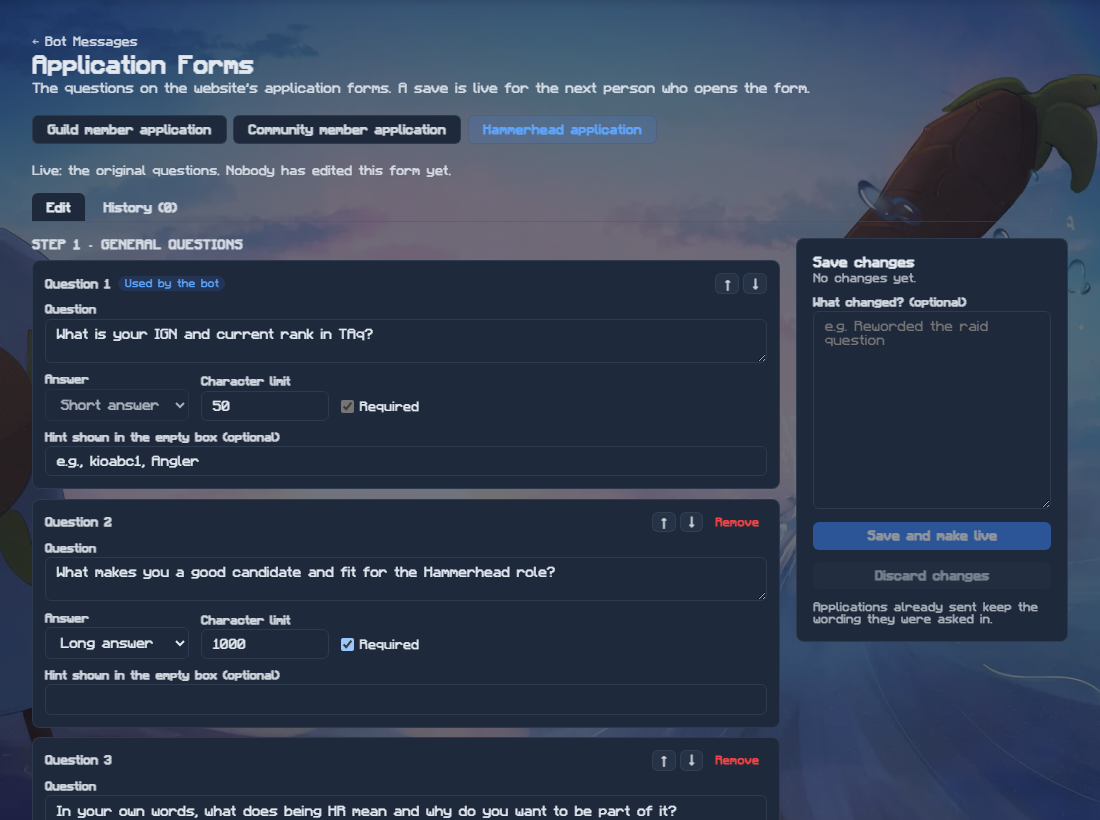 ← Bot Messages
Application Forms
The questions on the website's application forms. A save is live for the next person who opens the form.
Guild member application
Community member application
Hammerhead application
Live: the original questions. Nobody has edited this form yet.
Edit
History (0)
STEP 1 · GENERAL QUESTIONS
Question 1
Used by the bot
↑
↓
Question
What is your IGN and current rank in TAq?
Answer
Character limit
Short answer
50
Required
Hint shown in the empty box (optional)
e.g., kioabc1, Angler
Question 2
↑
↓
Remove
Question
What makes you a good candidate and fit for the Hammerhead role?
Answer
Character limit
Long answer
1000
Required
Hint shown in the empty box (optional)
Question 3
↑
↓
Remove
Question
In your own words, what does being HR mean and why do you want to be part of it?
Save changes
No changes yet.
What changed? (optional)
e.g. Reworded the raid
question
Save and make live
Discard changes
Applications already sent keep the
wording they were asked in.